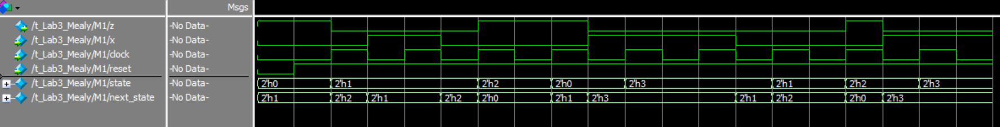 Msgs
/t_Lab3_Mealy/M1/z -No Data-
/t_Lab3_Mealy/M1/x -No Data-
/t_Lab3_Mealy/M1/clock -No Data-
/t_Lab3_Mealy/M1/reset -No Data-
/t_Lab3_Mealy/M1/state -No Data- 2'h0 2'h1 2'h2 2'h0 2'h3 2'h1 2'h2 2'h3
/t_Lab3_Mealy/M1/next_state -No Data- 2'h1 2'h2 2'h1 2'h2 2'h0 2'h1 2'h3 2'h1 2'h2 2'h0 2'h3